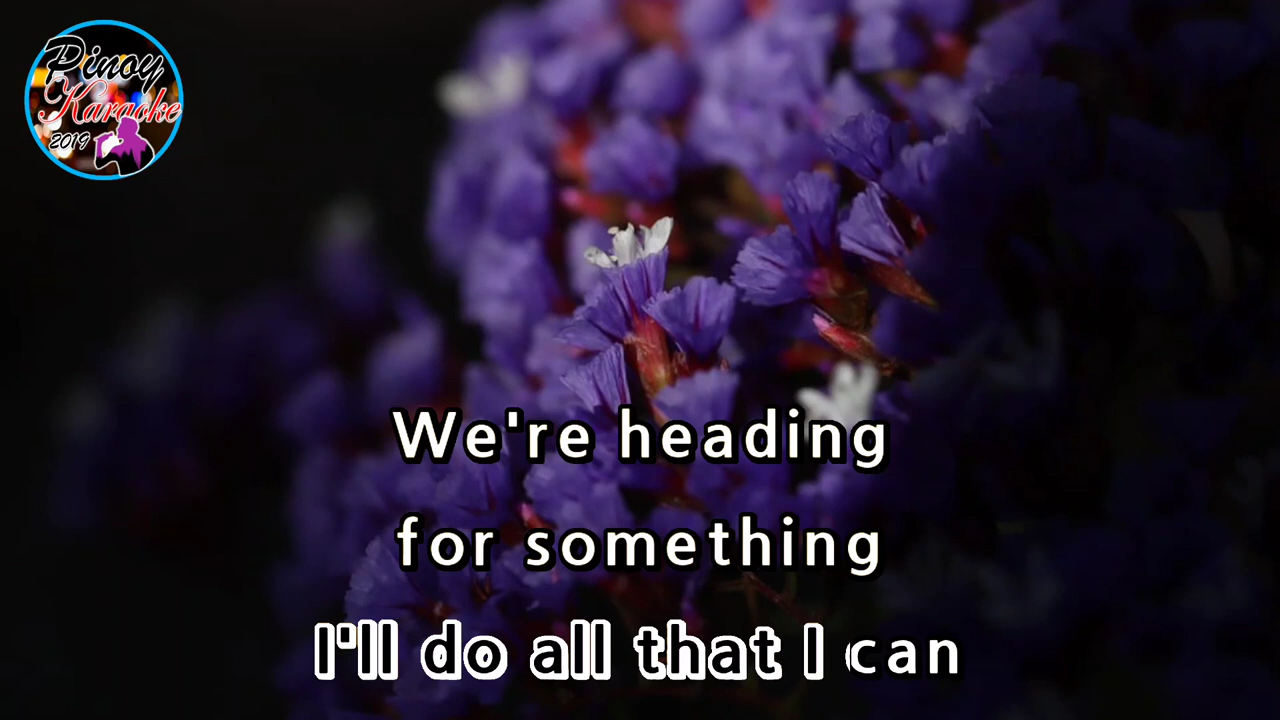 Pinoy
Karaoke
2019
We're heading
for something
I'll do all that I can